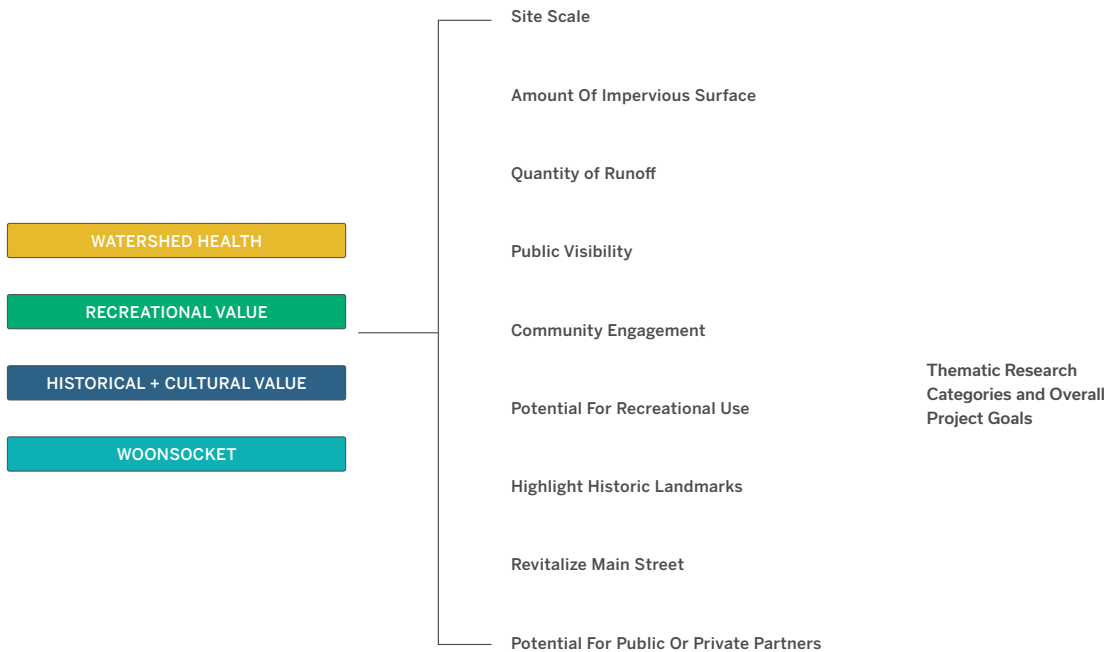 WATERSHED HEALTH
RECREATIONAL VALUE
HISTORICAL + CULTURAL VALUE
WOONSOCKET
Site Scale
Amount Of Impervious Surface
Quantity of Runoff
Public Visibility
Community Engagement
Potential For Recreational Use
Highlight Historic Landmarks
Revitalize Main Street
Potential For Public Or Private Partners
Thematic Research
Categories and Overall
Project Goals